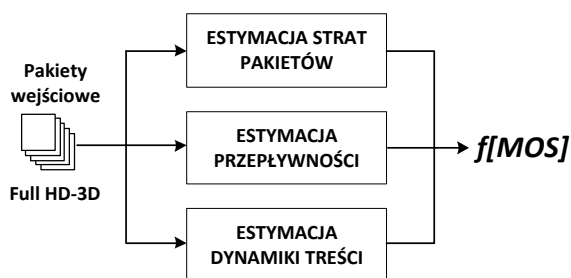 Pakiety
wejściowe
Full HD-3D
ESTYMACJA STRAT
PAKIETÓW
ESTYMACJA
PRZEPŁYWNOŚCI
ESTYMACJA
DYNAMIKI TREŚCI
f[MOS]